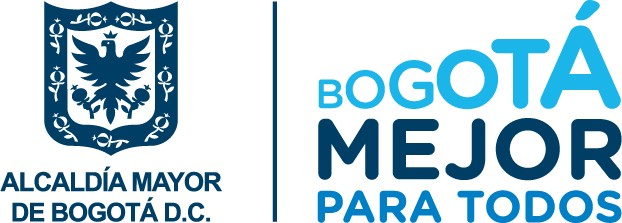 ALCALDÍA MAYOR
DE BOGOTÁ D.C.
BOGOTÁ
MEJOR
PARA TODOS